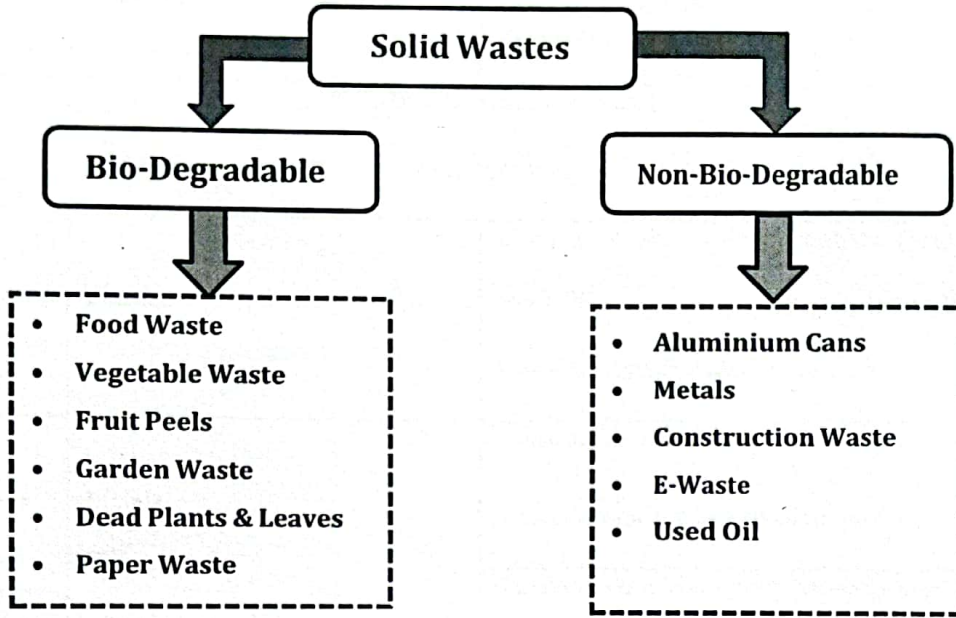 Solid Wastes
Bio-Degradable
Non-Bio-Degradable
• Food Waste
• Vegetable Waste
• Fruit Peels
• Garden Waste
• Dead Plants & Leaves
• Paper Waste
• Aluminium Cans
• Metals
• Construction Waste
• E-Waste
• Used Oil